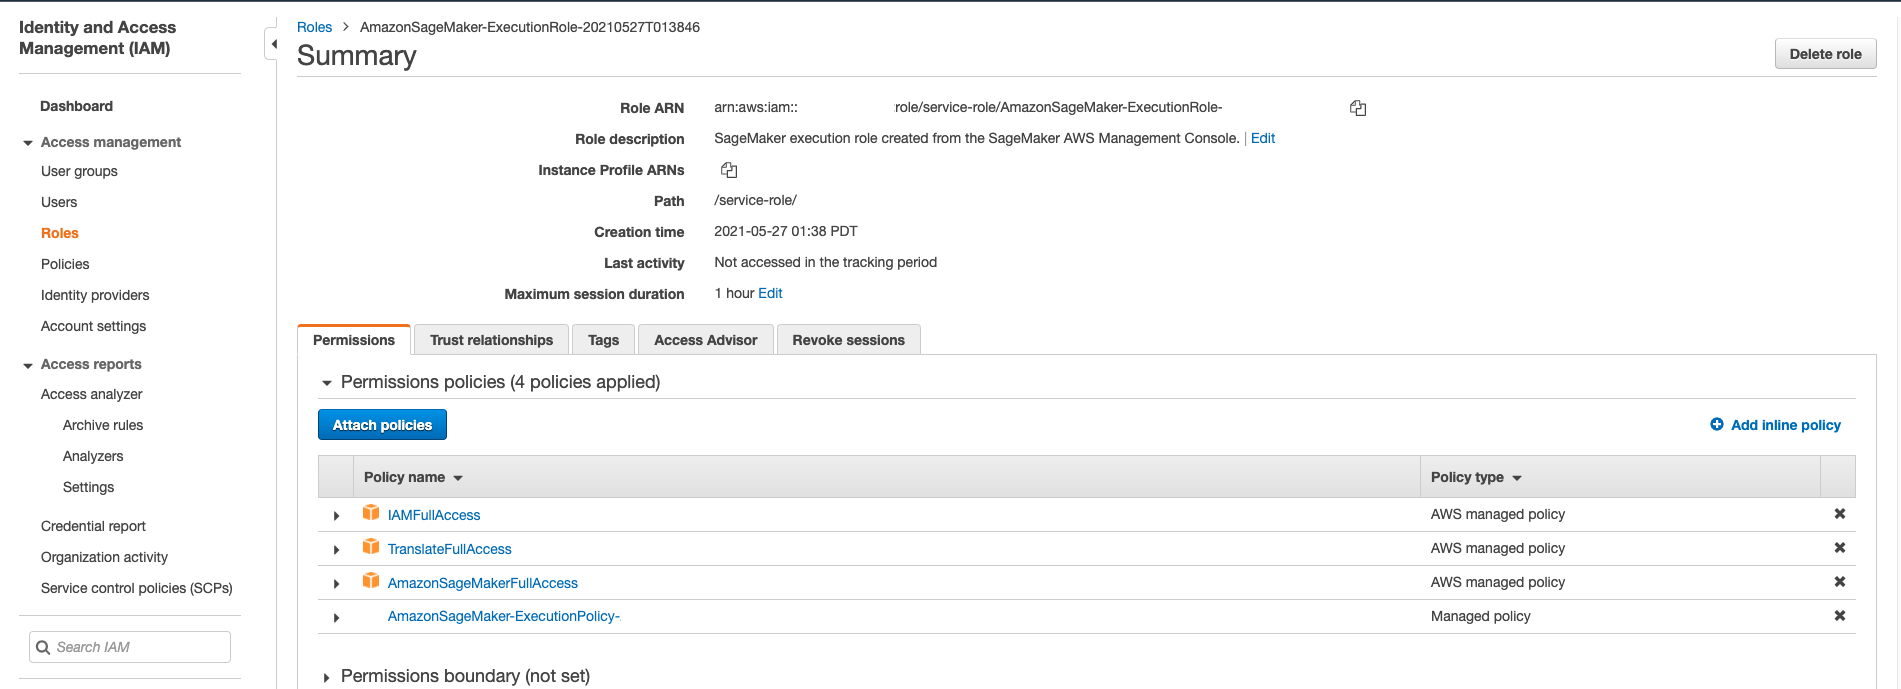 Identity and Access
Management (IAM)
Dashboard
Access management
User groups
Users
Roles
Policies
Identity providers
Account settings
Access reports
Access analyzer
Archive rules
Analyzers
Settings
Credential report
Organization activity
Service control policies (SCPs)
Search IAM
Roles > AmazonSageMaker-ExecutionRole-20210527T013846
Summary
Delete role
Role ARN arn:aws:iam:: :role/service-role/AmazonSageMaker-ExecutionRole-
Role description SageMaker execution role created from the SageMaker AWS Management Console. | Edit
Instance Profile ARNs
Path /service-role/
Creation time 2021-05-27 01:38 PDT
Last activity Not accessed in the tracking period
Maximum session duration 1 hour Edit
Permissions Trust relationships Tags Access Advisor Revoke sessions
Permissions policies (4 policies applied)
Attach policies Add inline policy
Policy name Policy type
IAMFullAccess AWS managed policy
TranslateFullAccess AWS managed policy
AmazonSageMakerFullAccess AWS managed policy
AmazonSageMaker-ExecutionPolicy- Managed policy
Permissions boundary (not set)